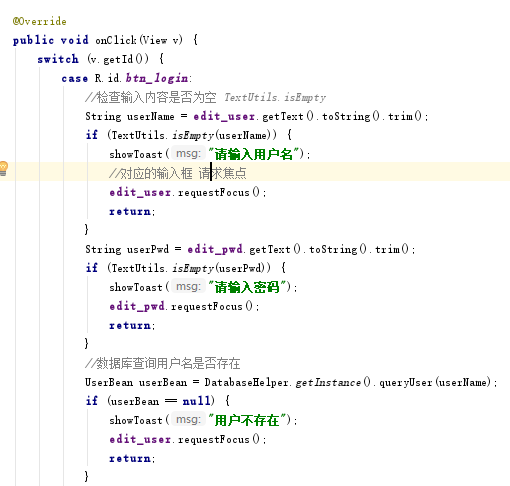 @Override
public void onClick(View v) {
switch (v.getId()) {
case R.id.btn_login:
//检查输入内容是否为空 TextUtils.isEmpty
String userName = edit_user.getText().toString().trim();
if (TextUtils.isEmpty(userName)) {
showToast( msg: "请输入用户名");
//对应的输入框 请求焦点
edit_user.requestFocus();
return;
}
String userPwd = edit_pwd.getText().toString().trim();
if (TextUtils.isEmpty(userPwd)) {
showToast( msg: "请输入密码");
edit_pwd.requestFocus();
return;
}
//数据库查询用户名是否存在
UserBean userBean = DatabaseHelper.getInstance().queryUser(userName);
if (userBean == null) {
showToast( msg: "用户不存在");
edit_user.requestFocus();
return;
}